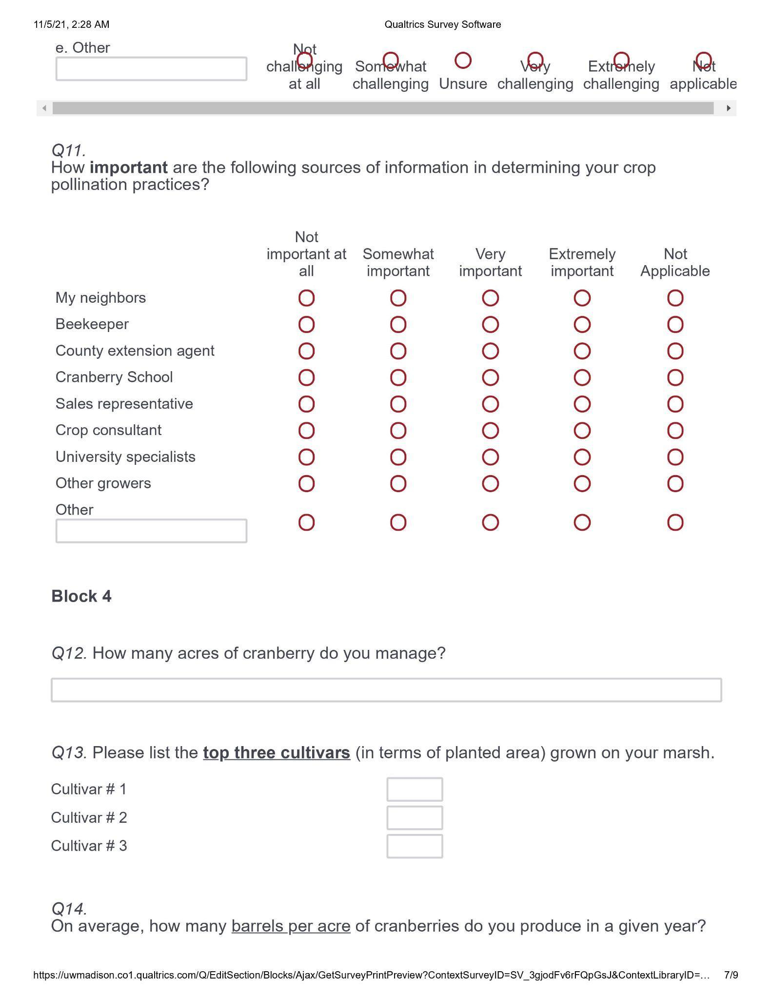 11/5/21, 2:28 AM Qualtrics Survey Software
e. Other
Not challenging at all Somewhat challenging Unsure Very challenging Extremely challenging Not applicable
Q11.
How important are the following sources of information in determining your crop
pollination practices?
Not important at all Somewhat important Very important Extremely important Not Applicable
My neighbors
Beekeeper
County extension agent
Cranberry School
Sales representative
Crop consultant
University specialists
Other growers
Other
Block 4
Q12. How many acres of cranberry do you manage?
Q13. Please list the top three cultivars (in terms of planted area) grown on your marsh.
Cultivar # 1
Cultivar # 2
Cultivar # 3
Q14.
On average, how many barrels per acre of cranberries do you produce in a given year?
https://uwmadison.co1.qualtrics.com/Q/EditSection/Blocks/Ajax/GetSurveyPrintPreview?ContextSurveyID=SV_3gjodFv6rFQpGsJ&ContextLibraryID=… 7/9